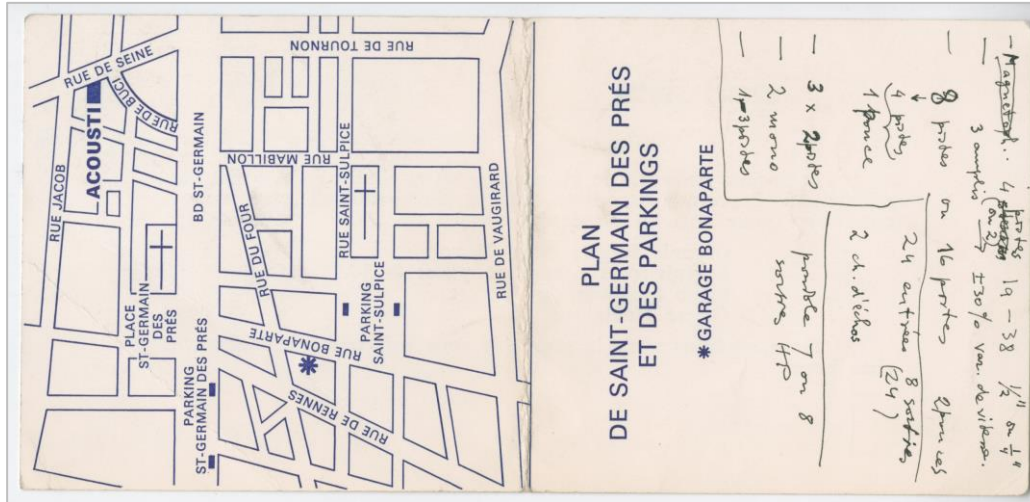 RUE DE SEINE
RUE DE BUCI
ACOUSTI
RUE JACOB
RUE DE TOURNON
BD ST-GERMAIN
RUE MABILLON
RUE SAINT-SULPICE
RUE DU FOUR
RUE DE VAUGIRARD
PLACE
ST-GERMAIN
DES
PRÉS
RUE BONAPARTE
PARKING
SAINT-SULPICE
PARKING
ST-GERMAIN DES PRÉS
RUE DE RENNES
PLAN
DE SAINT-GERMAIN DES PRÉS
ET DES PARKINGS
* GARAGE BONAPARTE
- Magnetoph.. 4 pistes 19 - 38 1/2" ou 1/4"
(ou 2)
— 3 amplis ±30% var. de vitesse.
— 8 pistes ou 16 pistes 2 pouces
4 pistes 24 entrées 8 sorties
1 pouce (24)
2 ch. d'échos
— 3 x 2 pistes
— 2 mono possible 7 ou 8
sorties HP
— 3 pistes